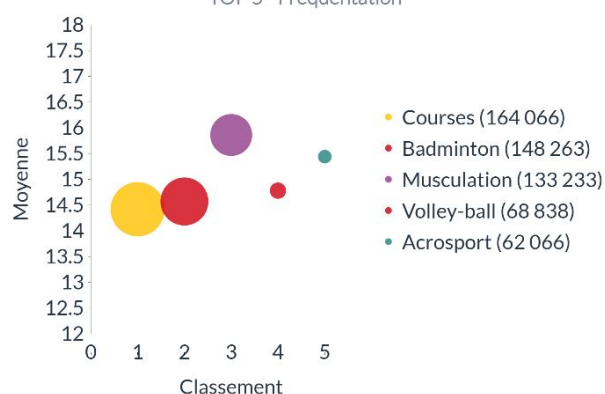 18
17.5
17
16.5
16
15.5
15
14.5
14
13.5
13
12.5
12
Moyenne
0 1 2 3 4 5
Classement
Courses (164 066)
Badminton (148 263)
Musculation (133 233)
Volley-ball (68 838)
Acrosport (62 066)